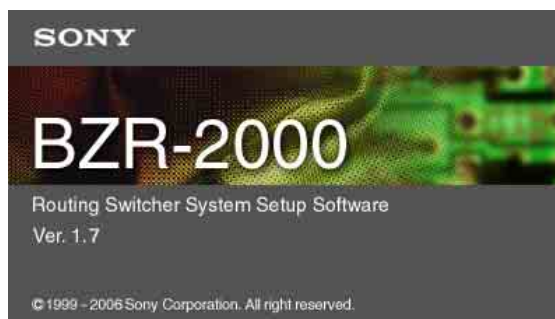 SONY
BZR-2000
Routing Switcher System Setup Software
Ver. 1.7
©1999 - 2006 Sony Corporation. All right reserved.